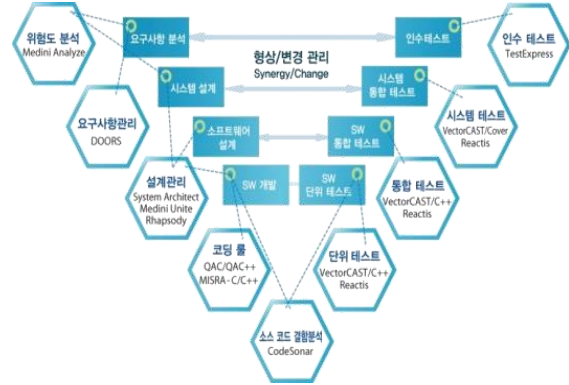 위험도 분석
Medini Analyze
요구사항 분석
인수테스트
인수 테스트
TestExpress
형상/변경 관리
Synergy/Change
시스템 설계
시스템
통합 테스트
요구사항관리
DOORS
시스템 테스트
VectorCAST/Cover
Reactis
소프트웨어
설계
SW
통합 테스트
설계관리
System Architect
Medini Unite
Rhapsody
SW 개발
SW
단위 테스트
통합 테스트
VectorCAST/C++
Reactis
코딩 룰
QAC/QAC++
MISRA - C/C++
단위 테스트
VectorCAST/C++
Reactis
소스 코드 결함분석
CodeSonar